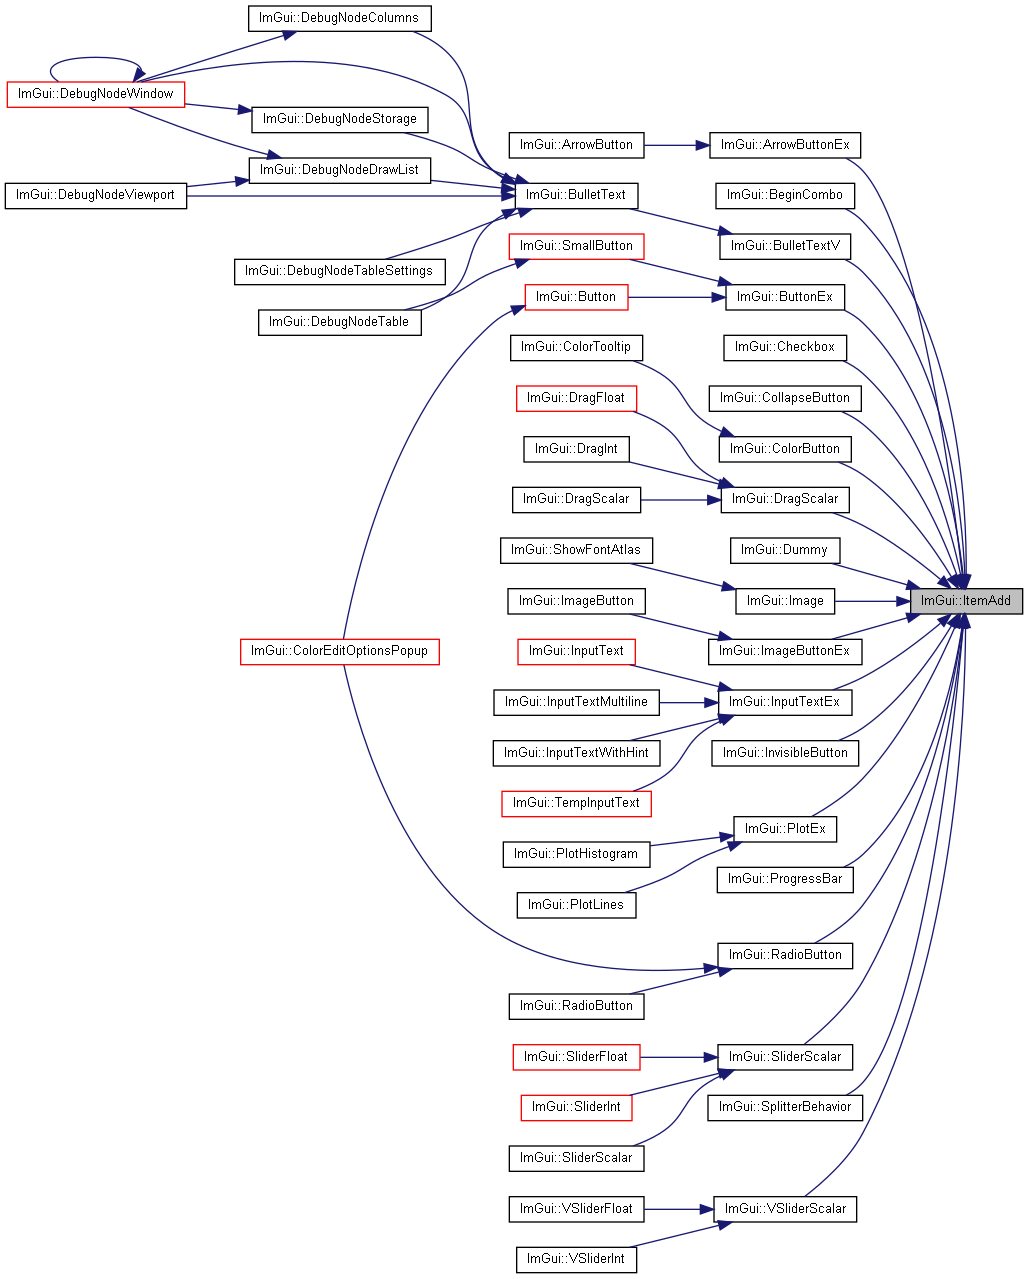 ImGui::DebugNodeColumns
ImGui::DebugNodeWindow
ImGui::DebugNodeStorage
ImGui::ArrowButton
ImGui::ArrowButtonEx
ImGui::DebugNodeDrawList
ImGui::DebugNodeViewport
ImGui::BulletText
ImGui::BeginCombo
ImGui::SmallButton
ImGui::BulletTextV
ImGui::DebugNodeTableSettings
ImGui::Button
ImGui::ButtonEx
ImGui::DebugNodeTable
ImGui::ColorTooltip
ImGui::Checkbox
ImGui::DragFloat
ImGui::CollapseButton
ImGui::DragInt
ImGui::ColorButton
ImGui::DragScalar
ImGui::DragScalar
ImGui::ShowFontAtlas
ImGui::Dummy
ImGui::ImageButton
ImGui::Image
ImGui::ItemAdd
ImGui::ColorEditOptionsPopup
ImGui::InputText
ImGui::ImageButtonEx
ImGui::InputTextMultiline
ImGui::InputTextEx
ImGui::InputTextWithHint
ImGui::InvisibleButton
ImGui::TempInputText
ImGui::PlotEx
ImGui::PlotHistogram
ImGui::ProgressBar
ImGui::PlotLines
ImGui::RadioButton
ImGui::RadioButton
ImGui::SliderFloat
ImGui::SliderScalar
ImGui::SliderInt
ImGui::SplitterBehavior
ImGui::SliderScalar
ImGui::VSliderFloat
ImGui::VSliderScalar
ImGui::VSliderInt